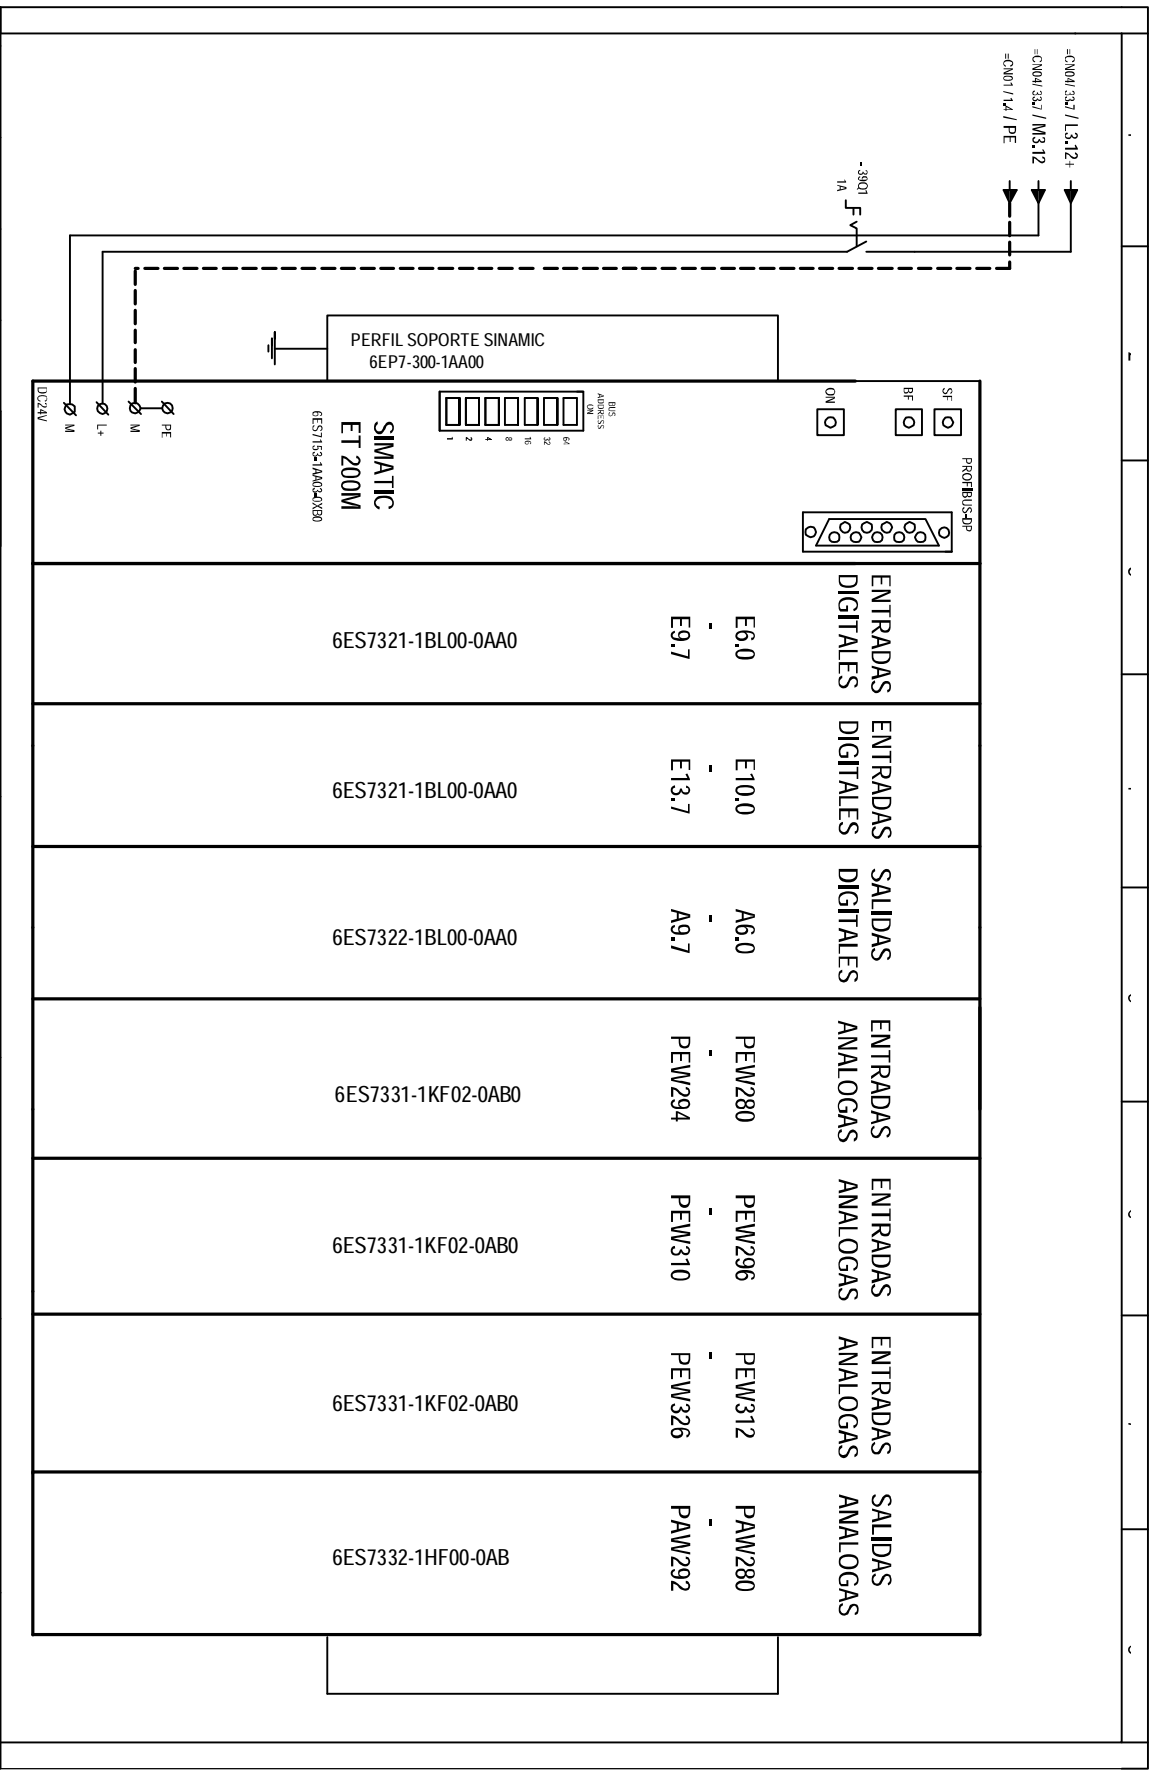 =CN04/ 33.7 / L3.12+
=CN04/ 33.7 / M3.12
=CN01 / 1.4 / PE
- 39Q1
1A
PERFIL SOPORTE SINAMIC
6EP7-300-1AA00
SF
BF
ON
PROFIBUS-DP
BUS
ADDRESS
ON
1 2 4 8 16 32 64
SIMATIC
ET 200M
6ES7153-1AA03-0XB0
PE
M
L+
M
DC24V
ENTRADAS
DIGITALES
E6.0
-
E9.7
6ES7321-1BL00-0AA0
ENTRADAS
DIGITALES
E10.0
-
E13.7
6ES7321-1BL00-0AA0
SALIDAS
DIGITALES
A6.0
-
A9.7
6ES7322-1BL00-0AA0
ENTRADAS
ANALOGAS
PEW280
-
PEW294
6ES7331-1KF02-0AB0
ENTRADAS
ANALOGAS
PEW296
-
PEW310
6ES7331-1KF02-0AB0
ENTRADAS
ANALOGAS
PEW312
-
PEW326
6ES7331-1KF02-0AB0
SALIDAS
ANALOGAS
PAW280
-
PAW292
6ES7332-1HF00-0AB